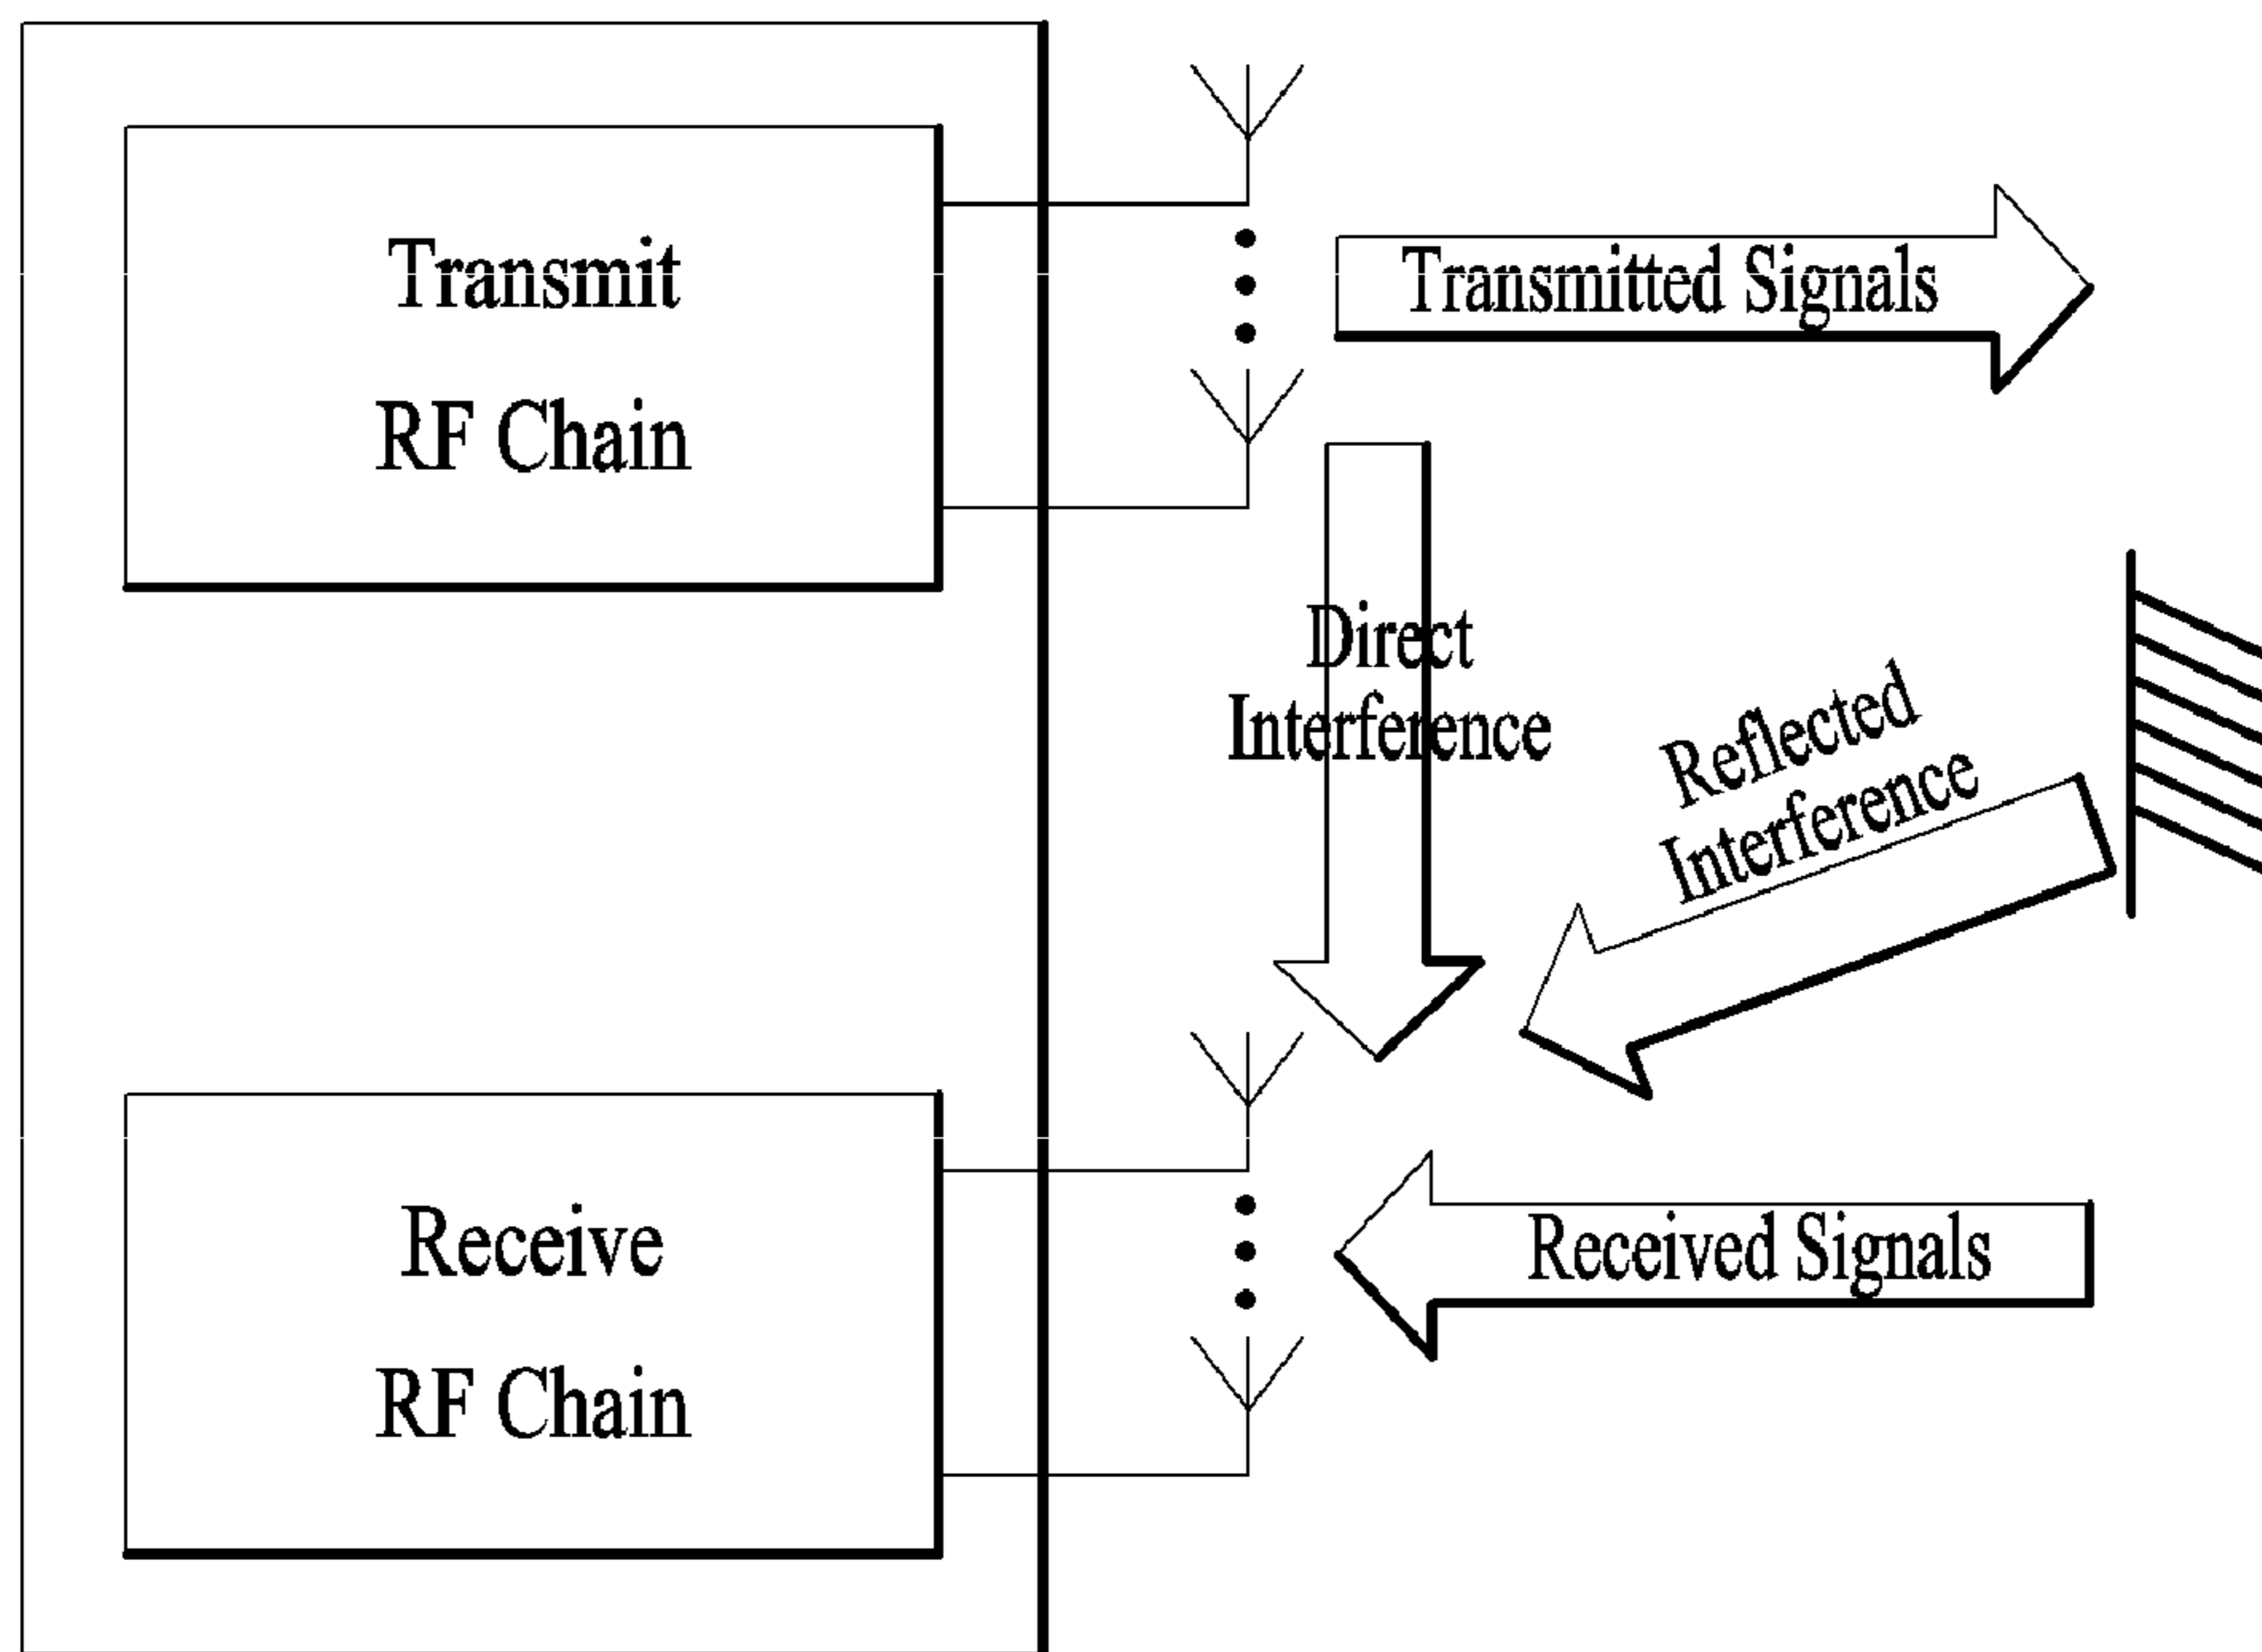 Transmit
RF Chain
Transmitted Signals
Direct
Interference
Reflected
Interference
Receive
RF Chain
Received Signals